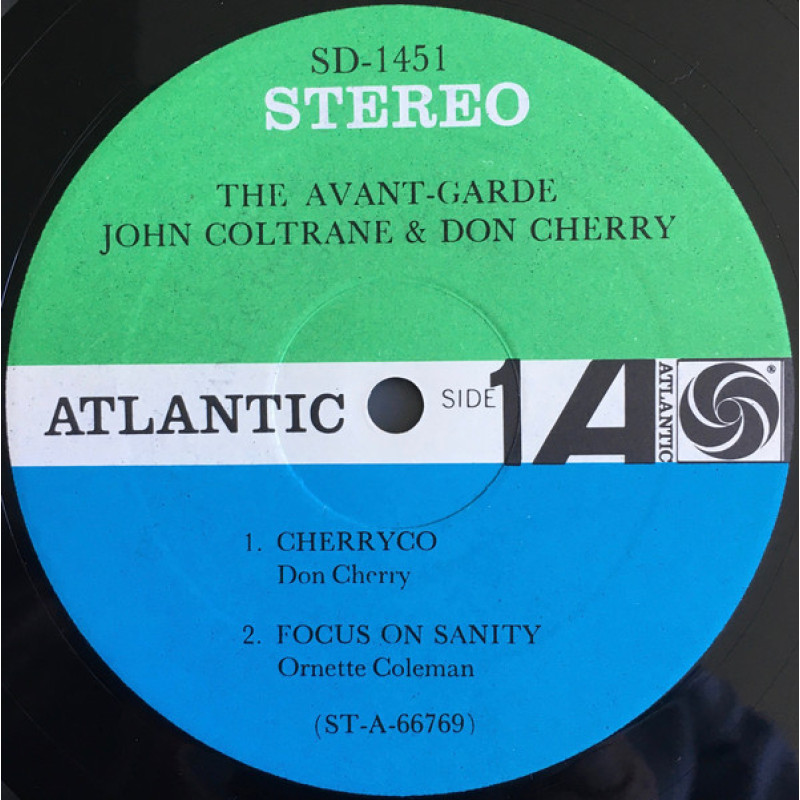 SD-1451
STEREO
THE AVANT-GARDE
JOHN COLTRANE & DON CHERRY
ATLANTIC
SIDE 1
A
ATLANTIC
®
1. CHERRYCO
Don Cherry
2. FOCUS ON SANITY
Ornette Coleman
(ST-A-66769)